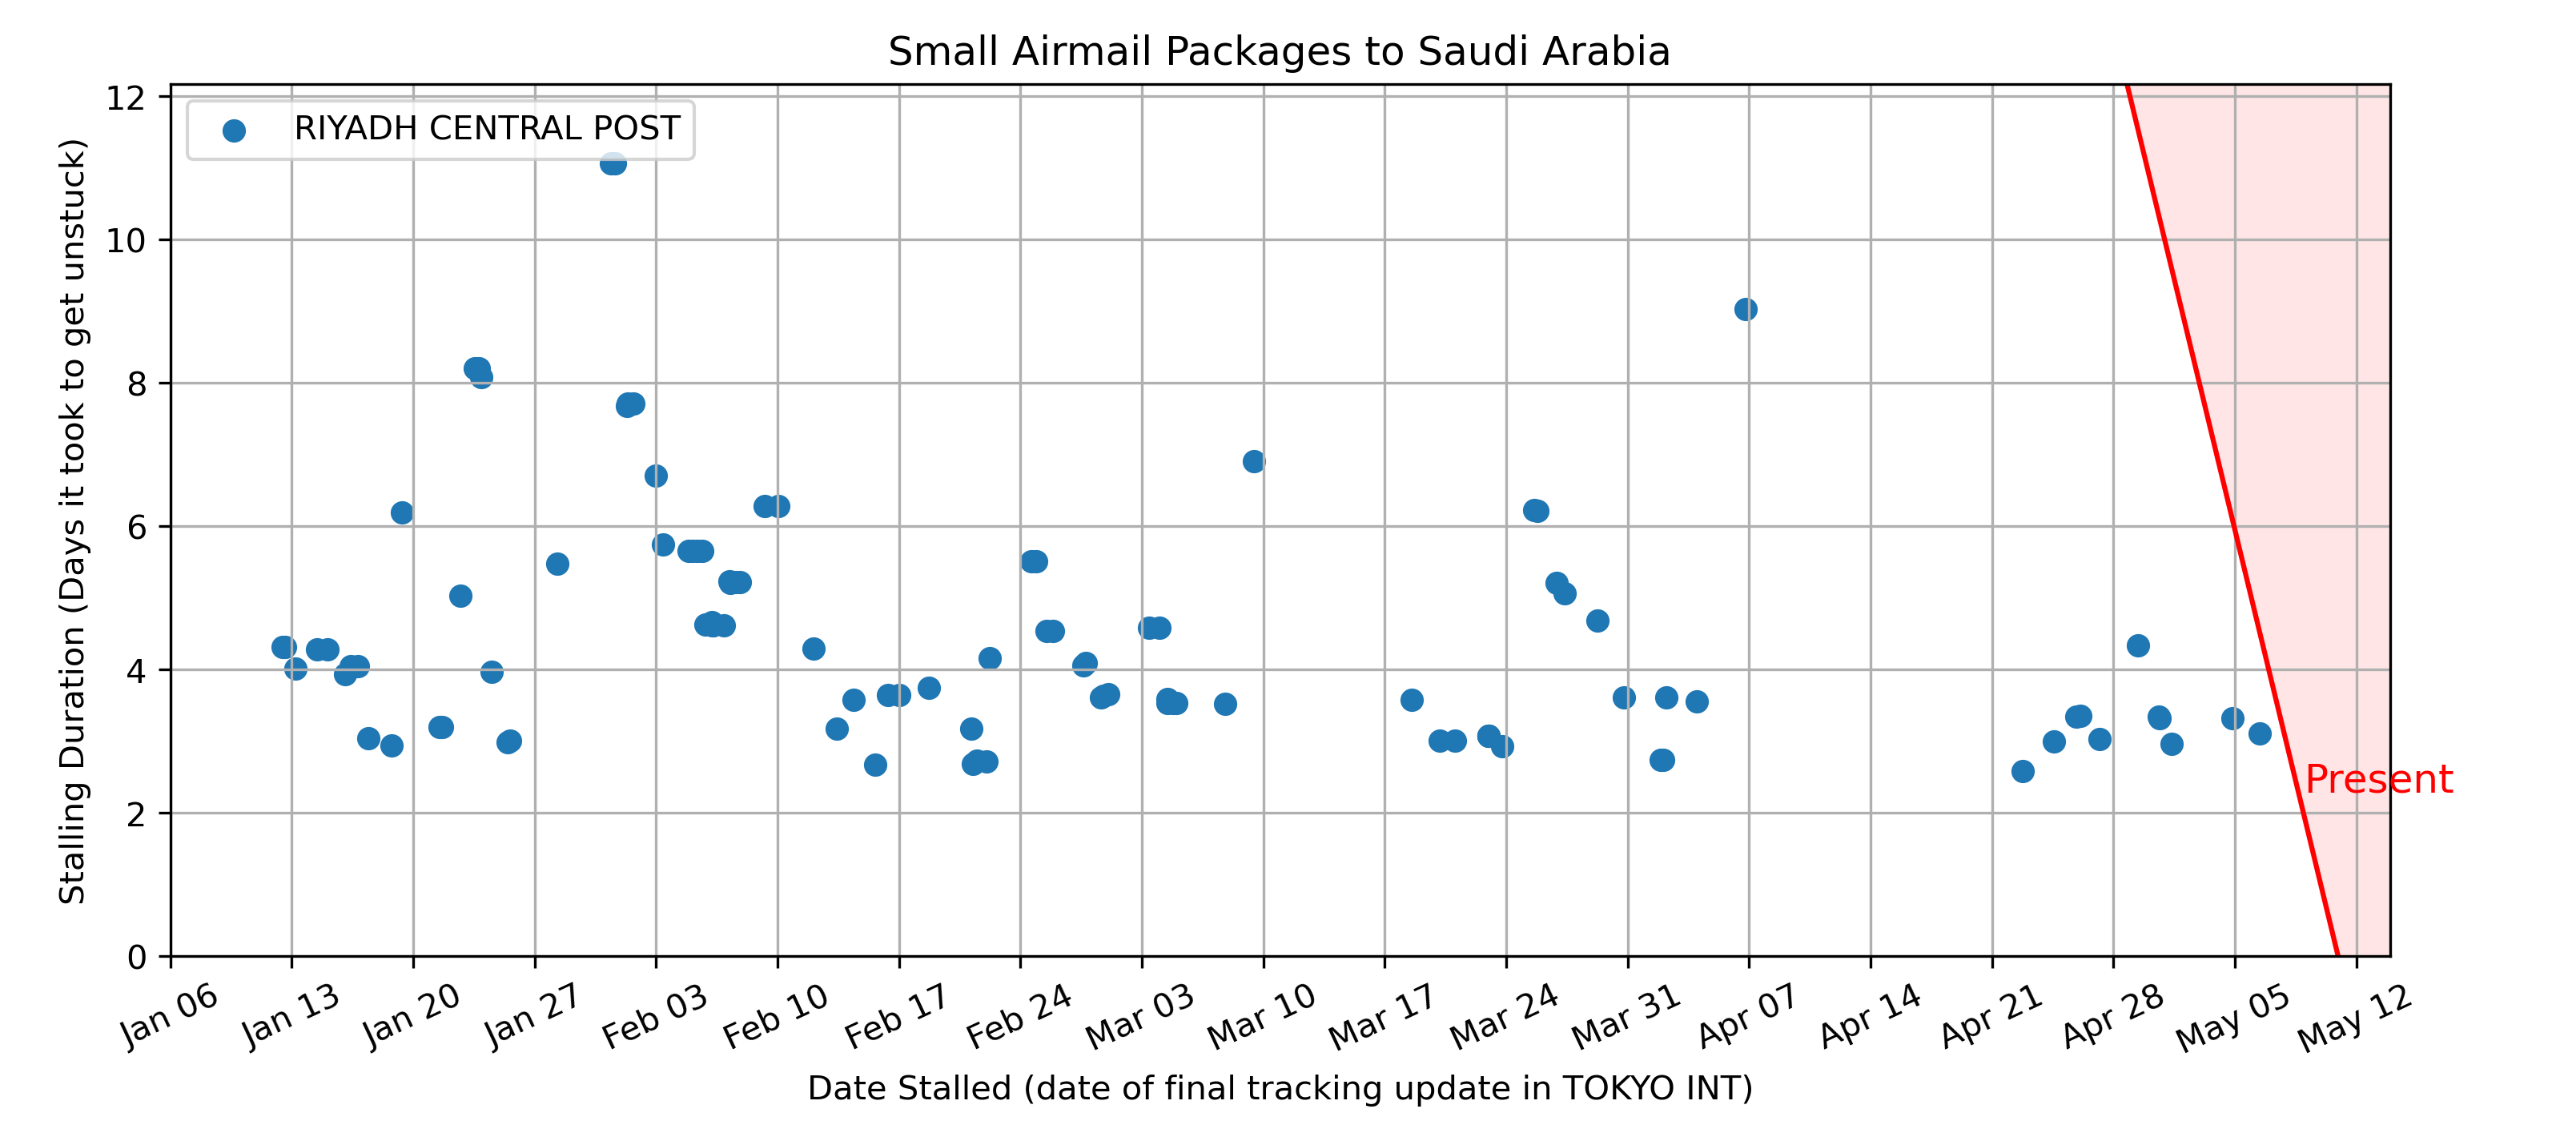 Small Airmail Packages to Saudi Arabia
RIYADH CENTRAL POST
Stalling Duration (Days it took to get unstuck)
12
10
8
6
4
2
0
Present
Jan 06
Jan 13
Jan 20
Jan 27
Feb 03
Feb 10
Feb 17
Feb 24
Mar 03
Mar 10
Mar 17
Mar 24
Mar 31
Apr 07
Apr 14
Apr 21
Apr 28
May 05
May 12
Date Stalled (date of final tracking update in TOKYO INT)